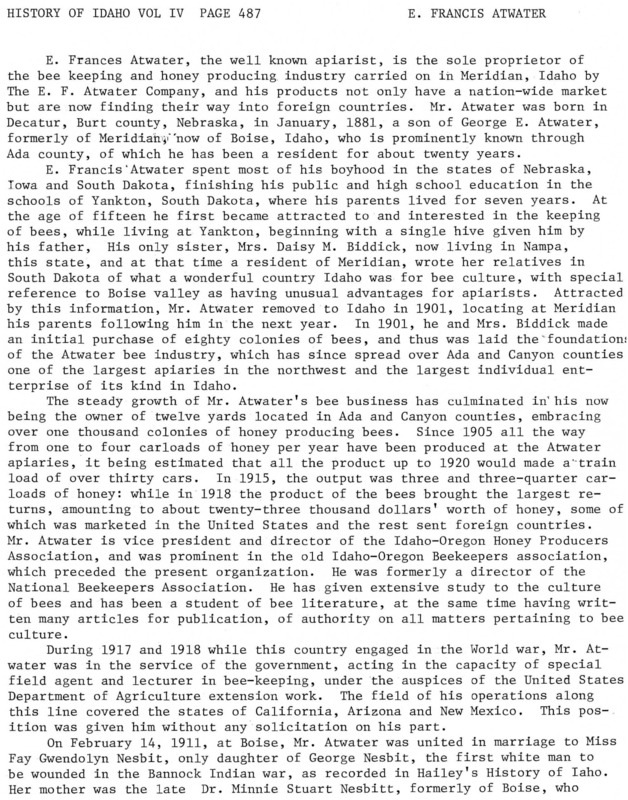 HISTORY OF IDAHO VOL IV PAGE 487 E. FRANCIS ATWATER
E. Frances Atwater, the well known apiarist, is the sole proprietor of
the bee keeping and honey producing industry carried on in Meridian, Idaho by
The E. F. Atwater Company, and his products not only have a nation-wide market
but are now finding their way into foreign countries. Mr. Atwater was born in
Decatur, Burt county, Nebraska, in January, 1881, a son of George E. Atwater,
formerly of Meridian, now of Boise, Idaho, who is prominently known through
Ada county, of which he has been a resident for about twenty years.
E. Francis Atwater spent most of his boyhood in the states of Nebraska,
Iowa and South Dakota, finishing his public and high school education in the
schools of Yankton, South Dakota, where his parents lived for seven years. At
the age of fifteen he first became attracted to and interested in the keeping
of bees, while living at Yankton, beginning with a single hive given him by
his father, His only sister, Mrs. Daisy M. Biddick, now living in Nampa,
this state, and at that time a resident of Meridian, wrote her relatives in
South Dakota of what a wonderful country Idaho was for bee culture, with special
reference to Boise valley as having unusual advantages for apiarists. Attracted
by this information, Mr. Atwater removed to Idaho in 1901, locating at Meridian
his parents following him in the next year. In 1901, he and Mrs. Biddick made
an initial purchase of eighty colonies of bees, and thus was laid the foundation:
of the Atwater bee industry, which has since spread over Ada and Canyon counties
one of the largest apiaries in the northwest and the largest individual ent-
terprise of its kind in Idaho.
The steady growth of Mr. Atwater's bee business has culminated in his now
being the owner of twelve yards located in Ada and Canyon counties, embracing
over one thousand colonies of honey producing bees. Since 1905 all the way
from one to four carloads of honey per year have been produced at the Atwater
apiaries, it being estimated that all the product up to 1920 would made a train
load of over thirty cars. In 1915, the output was three and three-quarter car-
loads of honey: while in 1918 the product of the bees brought the largest re-
turns, amounting to about twenty-three thousand dollars' worth of honey, some of
which was marketed in the United States and the rest sent foreign countries.
Mr. Atwater is vice president and director of the Idaho-Oregon Honey Producers
Association, and was prominent in the old Idaho-Oregon Beekeepers association,
which preceded the present organization. He was formerly a director of the
National Beekeepers Association. He has given extensive study to the culture
of bees and has been a student of bee literature, at the same time having writ-
ten many articles for publication, of authority on all matters pertaining to bee
culture.
During 1917 and 1918 while this country engaged in the World war, Mr. At-
water was in the service of the government, acting in the capacity of special
field agent and lecturer in bee-keeping, under the auspices of the United States
Department of Agriculture extension work. The field of his operations along
this line covered the states of California, Arizona and New Mexico. This pos-
ition was given him without any solicitation on his part.
On February 14, 1911, at Boise, Mr. Atwater was united in marriage to Miss
Fay Gwendolyn Nesbit, only daughter of George Nesbit, the first white man to
be wounded in the Bannock Indian war, as recorded in Hailey's History of Iaho.
Her mother was the late Dr. Minnie Stuart Nesbitt, formerly of Boise, who